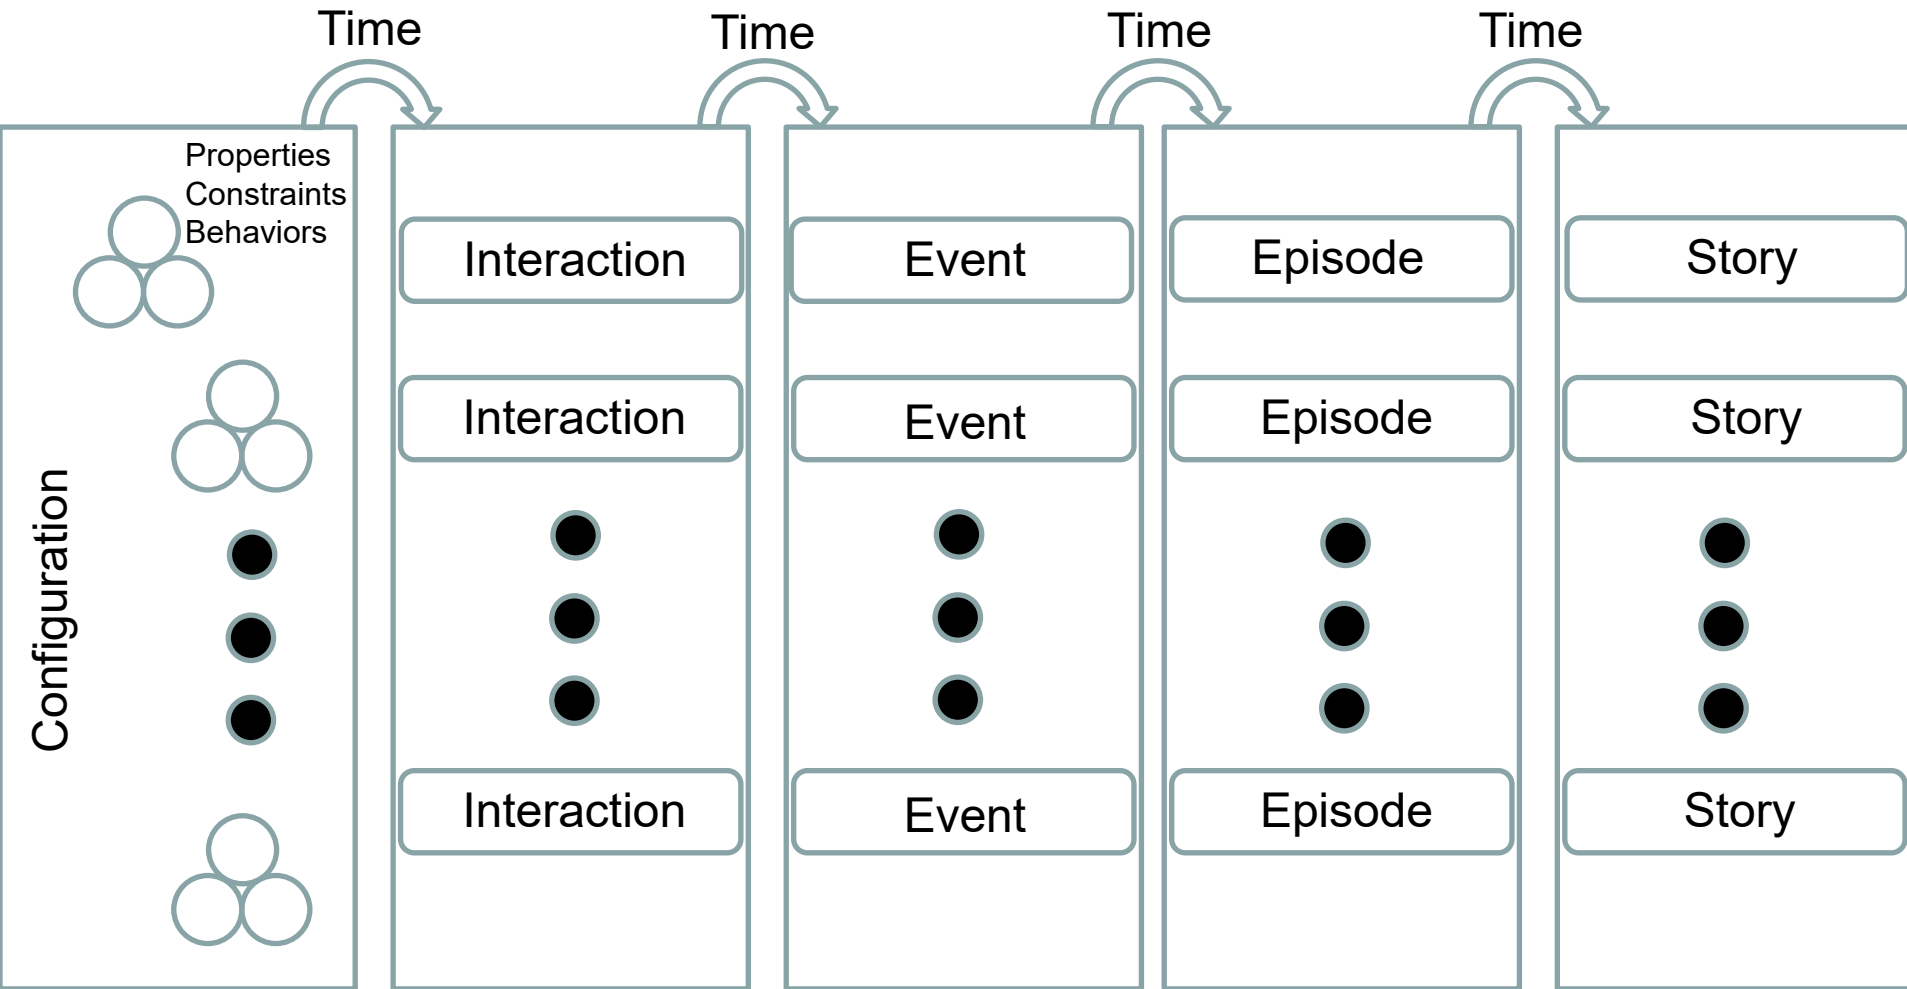 Time
Time
Time
Time
Properties
Constraints
Behaviors
Configuration
Interaction
Event
Episode
Story
Interaction
Event
Episode
Story
Interaction
Event
Episode
Story